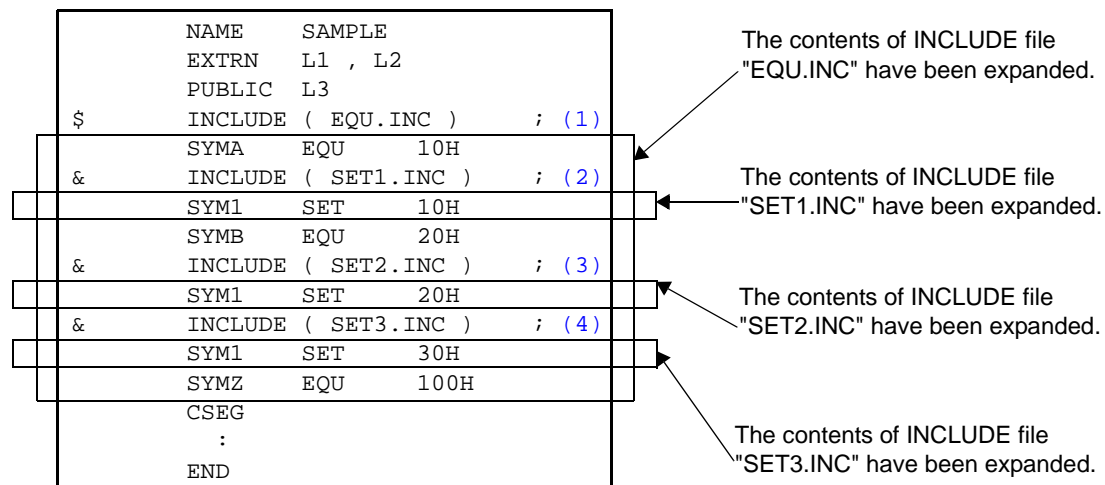 NAME SAMPLE
EXTRN L1 , L2
PUBLIC L3
$ INCLUDE ( EQU.INC ) ; (1)
SYMA EQU 10H
& INCLUDE ( SET1.INC ) ; (2)
SYM1 SET 10H
SYMB EQU 20H
& INCLUDE ( SET2.INC ) ; (3)
SYM1 SET 20H
& INCLUDE ( SET3.INC ) ; (4)
SYM1 SET 30H
SYMZ EQU 100H
CSEG
:
END
The contents of INCLUDE file
"EQU.INC" have been expanded.
The contents of INCLUDE file
"SET1.INC" have been expanded.
The contents of INCLUDE file
"SET2.INC" have been expanded.
The contents of INCLUDE file
"SET3.INC" have been expanded.